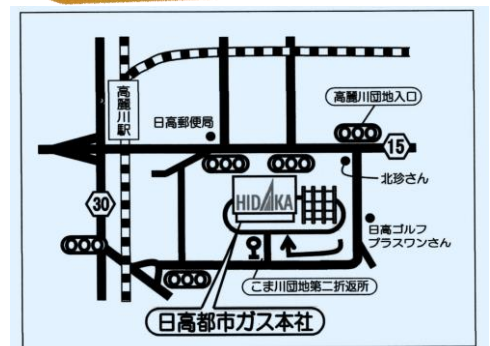 高麗川駅
日高郵便局
高麗川団地入口
15
北珍さん
30
HIDAKA
日高ゴルフ
プラスワンさん
こま川団地第二折返所
日高都市ガス本社